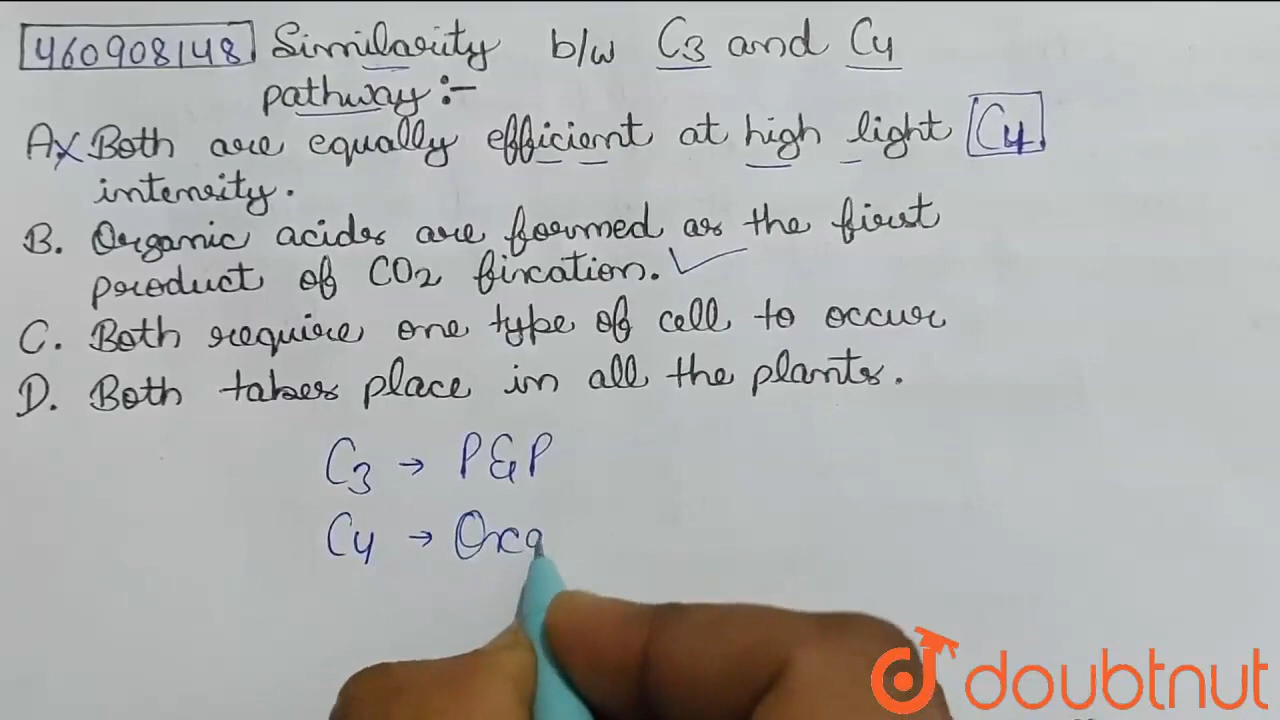 460908148 Similarity b/w C3 and C4
pathway :-
A. Both are equally efficient at high light C4
intensity.
B. Organic acids are formed as the first
product of CO2 fixation.
C. Both require one type of cell to occur
D. Both takes place in all the plants.
C3 → PGP
C4 → Oxa
doubtnut